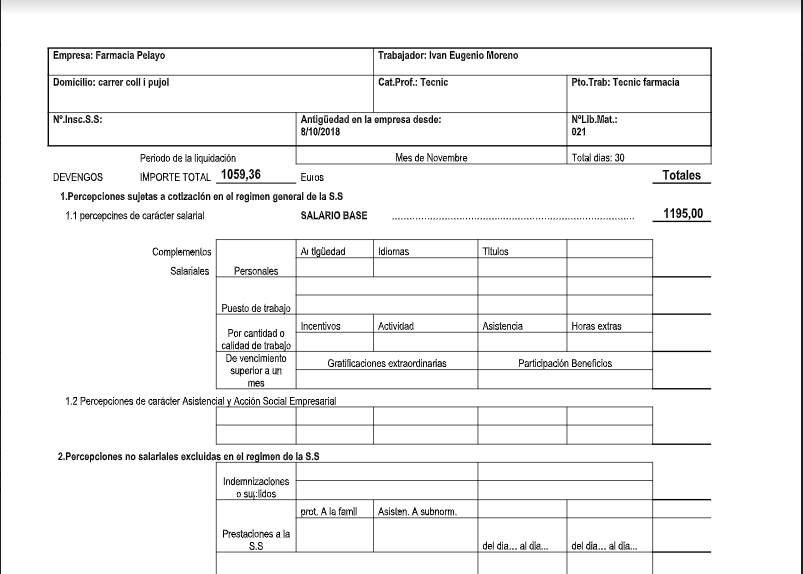 Empresa: Farmacia Pelayo
Trabajador: Ivan Eugenio Moreno
Domicilio: carrer coll i pujol
Cat.Prof.: Tecnic
Pto.Trab: Tecnic farmacia
Nº.Insc.S.S:
Antigüedad en la empresa desde:
8/10/2018
NºLib.Mat.:
021
Periodo de la liquidación
Mes de Novembre
Total dias: 30
DEVENGOS IMPORTE TOTAL 1059,36 Euros Totales
1.Percepciones sujetas a cotización en el regimen general de la S.S
1.1 percepcines de carácter salarial SALARIO BASE ........................................ 1195,00
Complementos
Salariales
Personales
Antigüedad Idiomas Títulos
Puesto de trabajo
Por cantidad o
calidad de trabajo
Incentivos Actividad Asistencia Horas extras
De vencimiento
superior a un
mes
Gratificaciones extraordinarias Participación Beneficios
1.2 Percepciones de carácter Asistencial y Acción Social Empresarial
2.Percepciones no salariales excluidas en el regimen de la S.S
Indemnizaciones
o suplidos
Prestaciones a la
S.S
prot. A la famil Asisten. A subnorm.
del dia... al dia... del dia... al dia...